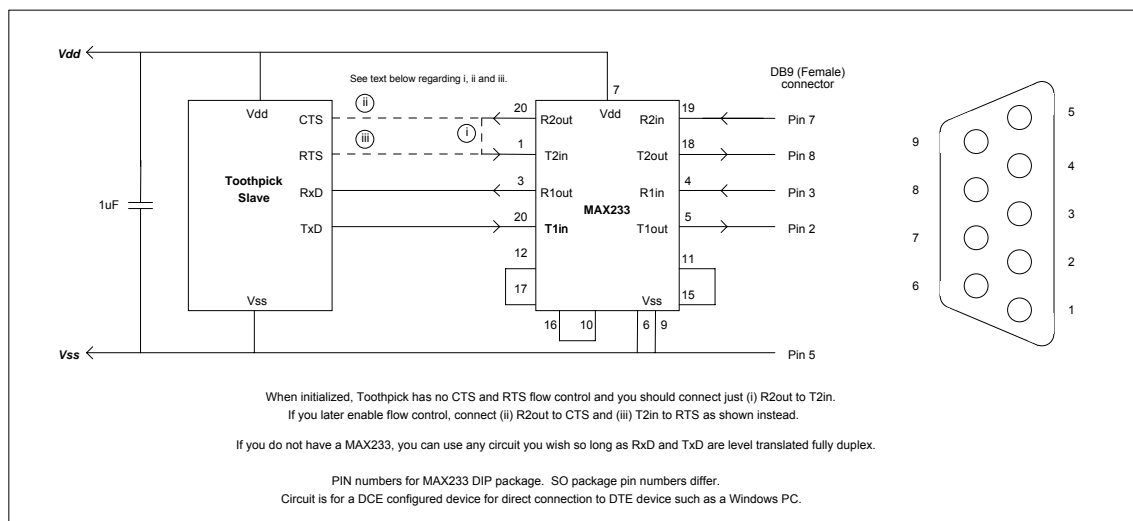 Vdd
See text below regarding i, ii and iii.
DB9 (Female)
connector
7
Vdd
CTS
ii
20
R2out
Vdd
R2in
19
Pin 7
5
i
9
RTS
iii
1
T2in
T2out
18
Pin 8
4
Toothpick
Slave
RxD
3
R1out
R1in
4
Pin 3
8
1uF
MAX233
3
TxD
20
T1in
T1out
5
Pin 2
7
12
11
2
17
Vss
15
6
Vss
1
16
10
6
9
Vss
Pin 5
When initialized, Toothpick has no CTS and RTS flow control and you should connect just (i) R2out to T2in.
If you later enable flow control, connect (ii) R2out to CTS and (iii) T2in to RTS as shown instead.
If you do not have a MAX233, you can use any circuit you wish so long as RxD and TxD are level translated fully duplex.
PIN numbers for MAX233 DIP package. SO package pin numbers differ.
Circuit is for a DCE configured device for direct connection to DTE device such as a Windows PC.